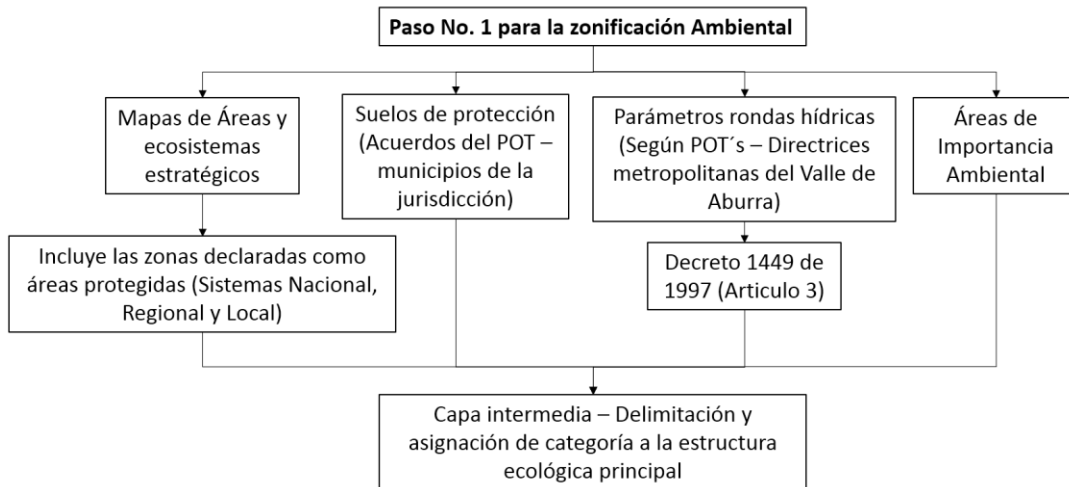 Paso No. 1 para la zonificación Ambiental
Mapas de Áreas y
ecosistemas
estratégicos
Suelos de protección
(Acuerdos del POT –
municipios de la
jurisdicción)
Parámetros rondas hídricas
(Según POT´s – Directrices
metropolitanas del Valle de
Aburra)
Áreas de
Importancia
Ambiental
Incluye las zonas declaradas como
áreas protegidas (Sistemas Nacional,
Regional y Local)
Decreto 1449 de
1997 (Articulo 3)
Capa intermedia – Delimitación y
asignación de categoría a la estructura
ecológica principal